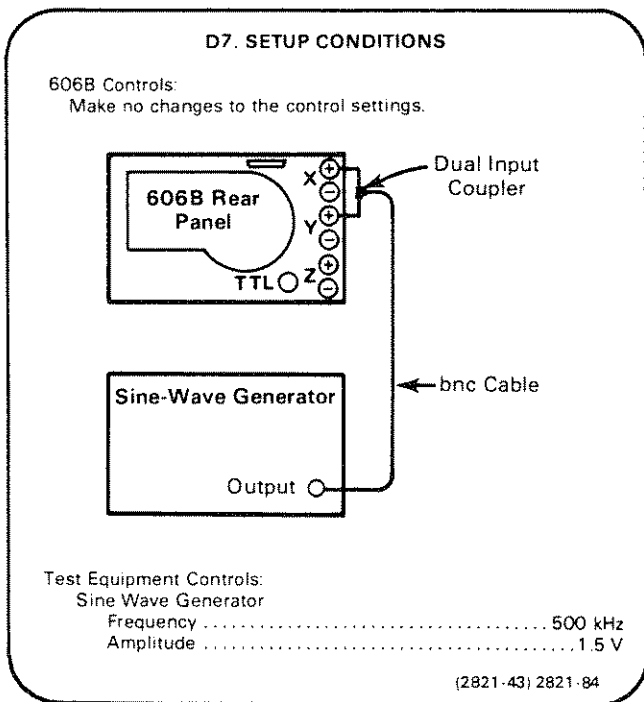 D7. SETUP CONDITIONS
606B Controls:
Make no changes to the control settings.
Dual Input
Coupler
606B Rear
Panel
X
+
−
Y
+
−
Z
+
−
TTL
bnc Cable
Sine-Wave Generator
Output
Test Equipment Controls:
Sine Wave Generator
Frequency ................................... 500 kHz
Amplitude ...................................... 1.5 V
(2821-43) 2821-84